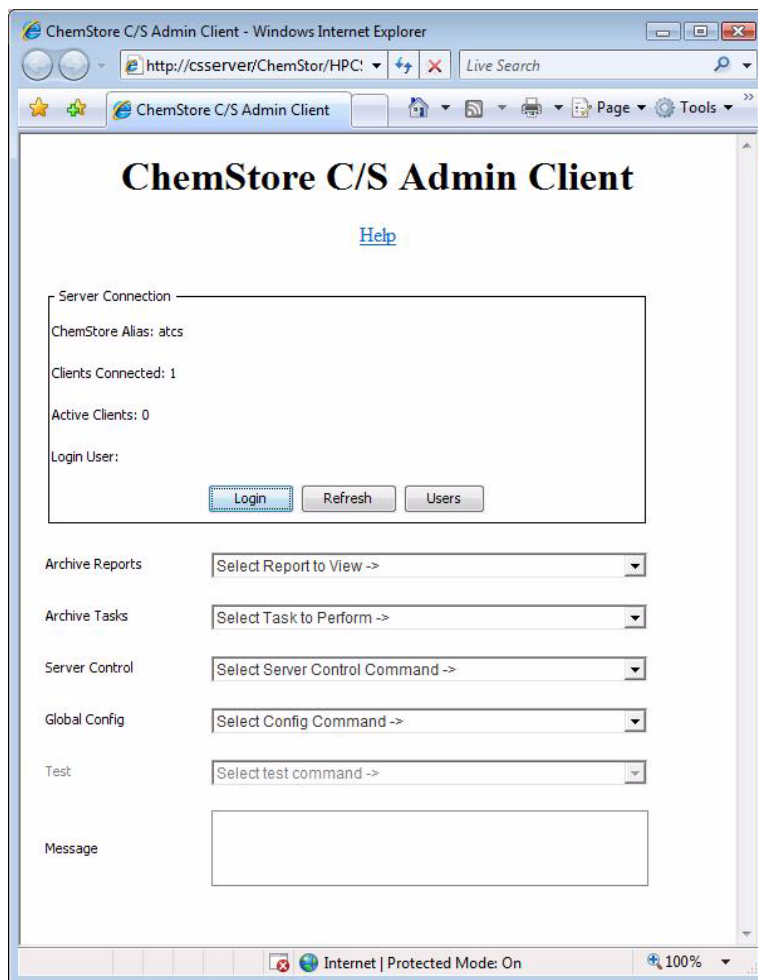 ChemStore C/S Admin Client - Windows Internet Explorer
http://csserver/ChemStor/HPCS
Live Search
ChemStore C/S Admin Client
Page
Tools
ChemStore C/S Admin Client
Help
Server Connection
ChemStore Alias: atcs
Clients Connected: 1
Active Clients: 0
Login User:
Login Refresh Users
Archive Reports Select Report to View ->
Archive Tasks Select Task to Perform ->
Server Control Select Server Control Command ->
Global Config Select Config Command ->
Test Select test command ->
Message
Internet | Protected Mode: On
100%